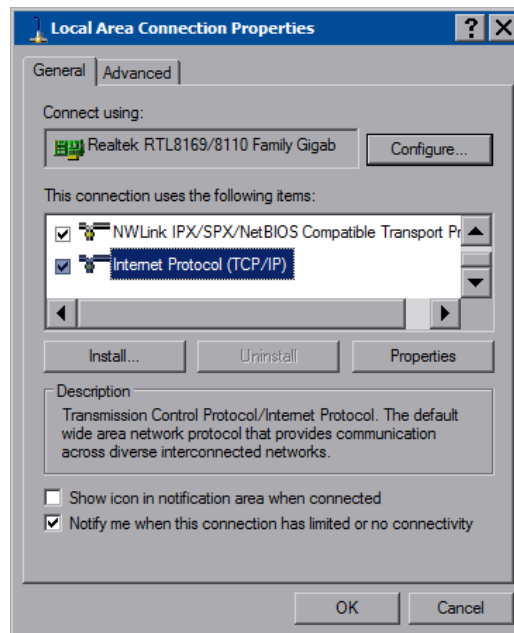 Local Area Connection Properties
General
Advanced
Connect using:
Realtek RTL8169/8110 Family Gigab
Configure...
This connection uses the following items:
NWLink IPX/SPX/NetBIOS Compatible Transport Pr
Internet Protocol (TCP/IP)
Install...
Uninstall
Properties
Description
Transmission Control Protocol/Internet Protocol. The default
wide area network protocol that provides communication
across diverse interconnected networks.
Show icon in notification area when connected
Notify me when this connection has limited or no connectivity
OK
Cancel